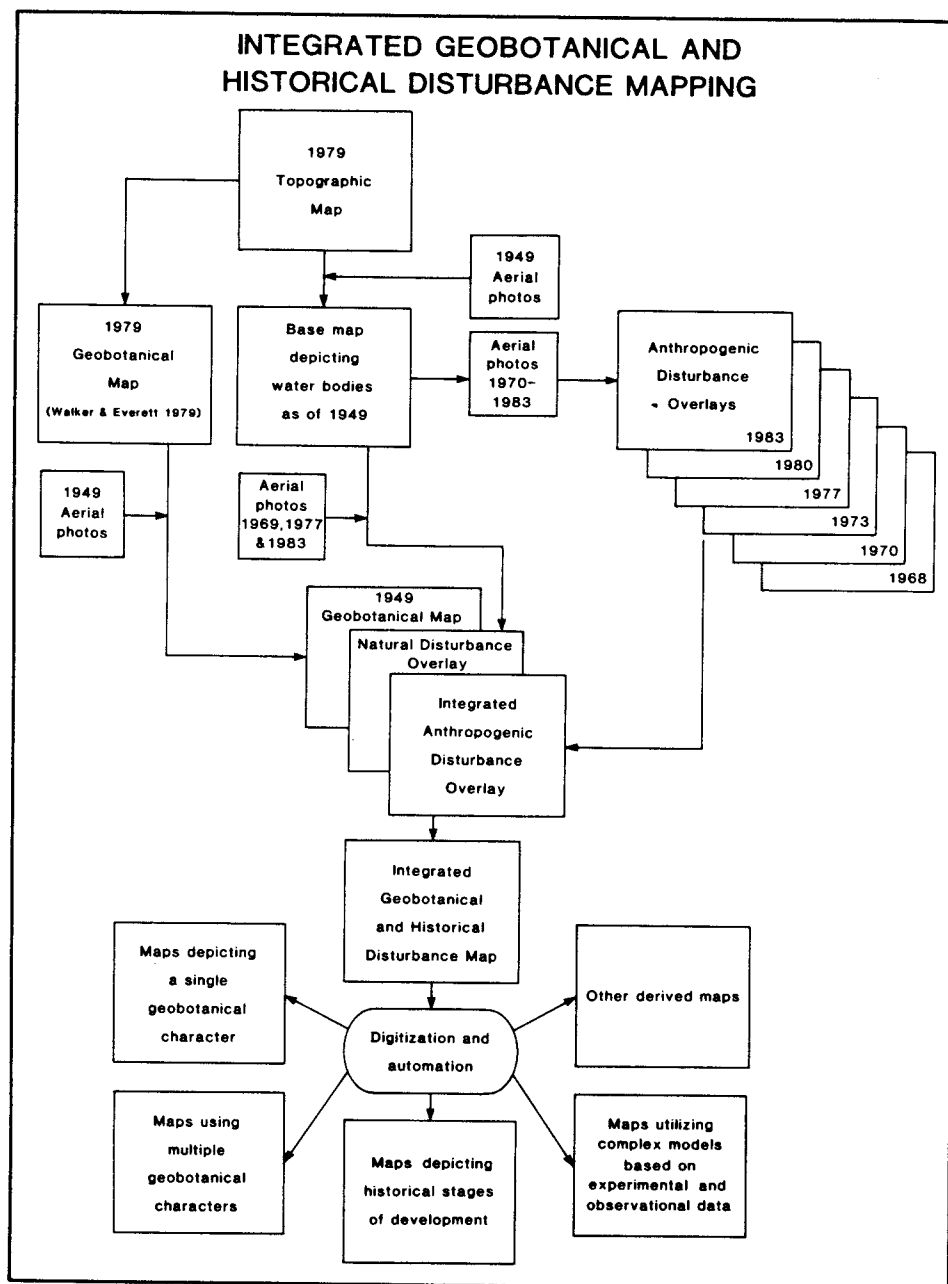 INTEGRATED GEOBOTANICAL AND
HISTORICAL DISTURBANCE MAPPING
1979
Topographic
Map
1949
Aerial
photos
1979
Geobotanical
Map
(Walker & Everett 1979)
Base map
depicting
water bodies
as of 1949
Aerial
photos
1970-
1983
Anthropogenic
Disturbance
Overlays
1983
1980
1977
1973
1970
1968
1949
Aerial
photos
Aerial
photos
1969,1977
&1983
1949
Geobotanical Map
Natural Disturbance
Overlay
Integrated
Anthropogenic
Disturbance
Overlay
Integrated
Geobotanical
and Historical
Disturbance Map
Maps depicting
a single
geobotanical
character
Digitization and
automation
Other derived maps
Maps using
multiple
geobotanical
characters
Maps depicting
historical stages
of development
Maps utilizing
complex models
based on
experimental and
observational data